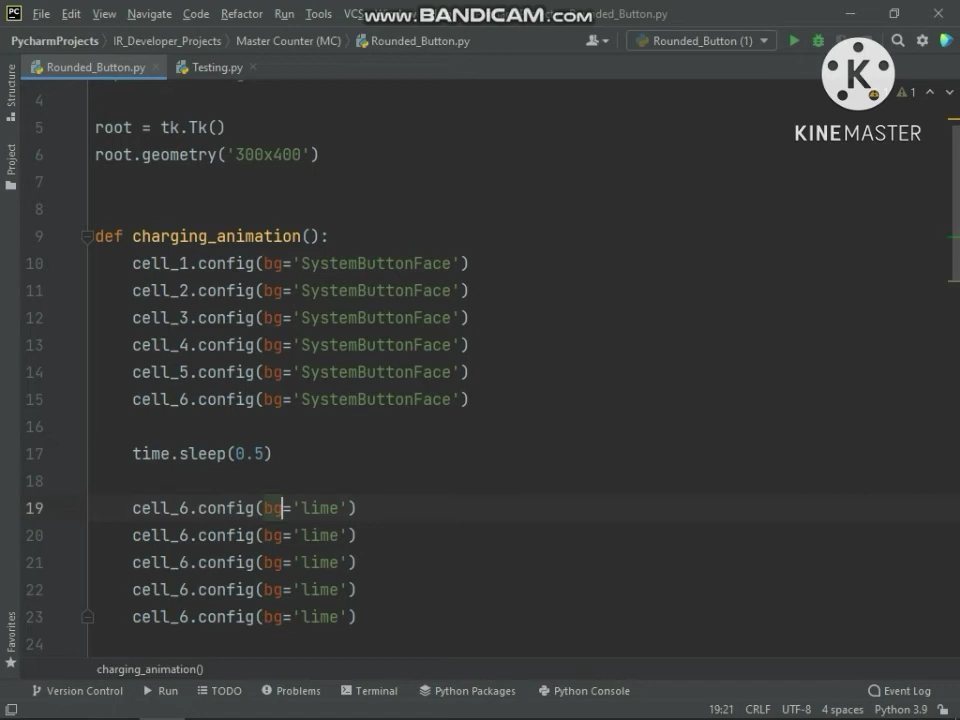 PC File Edit View Navigate Code Refactor Run Tools VCS www.BANDICAM.com Rounded_Button.py
PycharmProjects IR_Developer_Projects Master Counter (MC) Rounded_Button.py Rounded_Button (1)
Rounded_Button.py Testing.py
K
1
KINEMASTER
Structure
Project
Favorites
4
5 root = tk.Tk()
6 root.geometry('300x400')
7
8
9 def charging_animation():
10 cell_1.config(bg='SystemButtonFace')
11 cell_2.config(bg='SystemButtonFace')
12 cell_3.config(bg='SystemButtonFace')
13 cell_4.config(bg='SystemButtonFace')
14 cell_5.config(bg='SystemButtonFace')
15 cell_6.config(bg='SystemButtonFace')
16
17 time.sleep(0.5)
18
19 cell_6.config(bg='lime')
20 cell_6.config(bg='lime')
21 cell_6.config(bg='lime')
22 cell_6.config(bg='lime')
23 cell_6.config(bg='lime')
24
charging_animation()
Version Control Run TODO Problems Terminal Python Packages Python Console Event Log
19:21 CRLF UTF-8 4 spaces Python 3.9